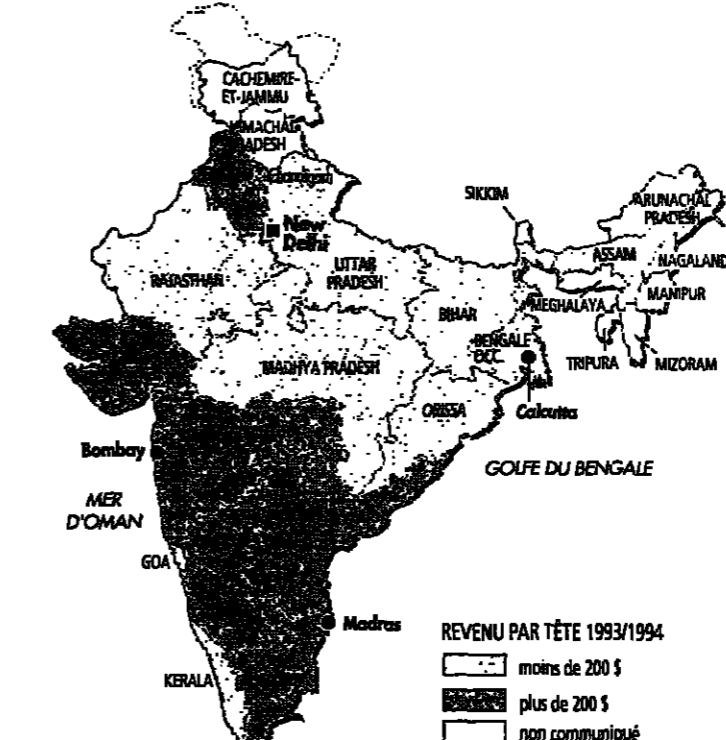 CACHEMIRE-
ET-JAMMU
HIMACHAL
PRADESH
Chandigarh
SIKKIM
ARUNACHAL
PRADESH
New
Delhi
ASSAM
NAGALAND
RAJASTHAN
UTTAR
PRADESH
BIHAR
MEGHALAYA
MANIPUR
BENGALE
OCC.
MADHYA PRADESH
TRIPURA
MIZORAM
ORISSA
Calcutta
Bombay
GOLFE DU BENGALE
MER
D'OMAN
GOA
Madras
REVENU PAR TÊTE 1993/1994
moins de 200 $
KERALA
plus de 200 $
non communiqué